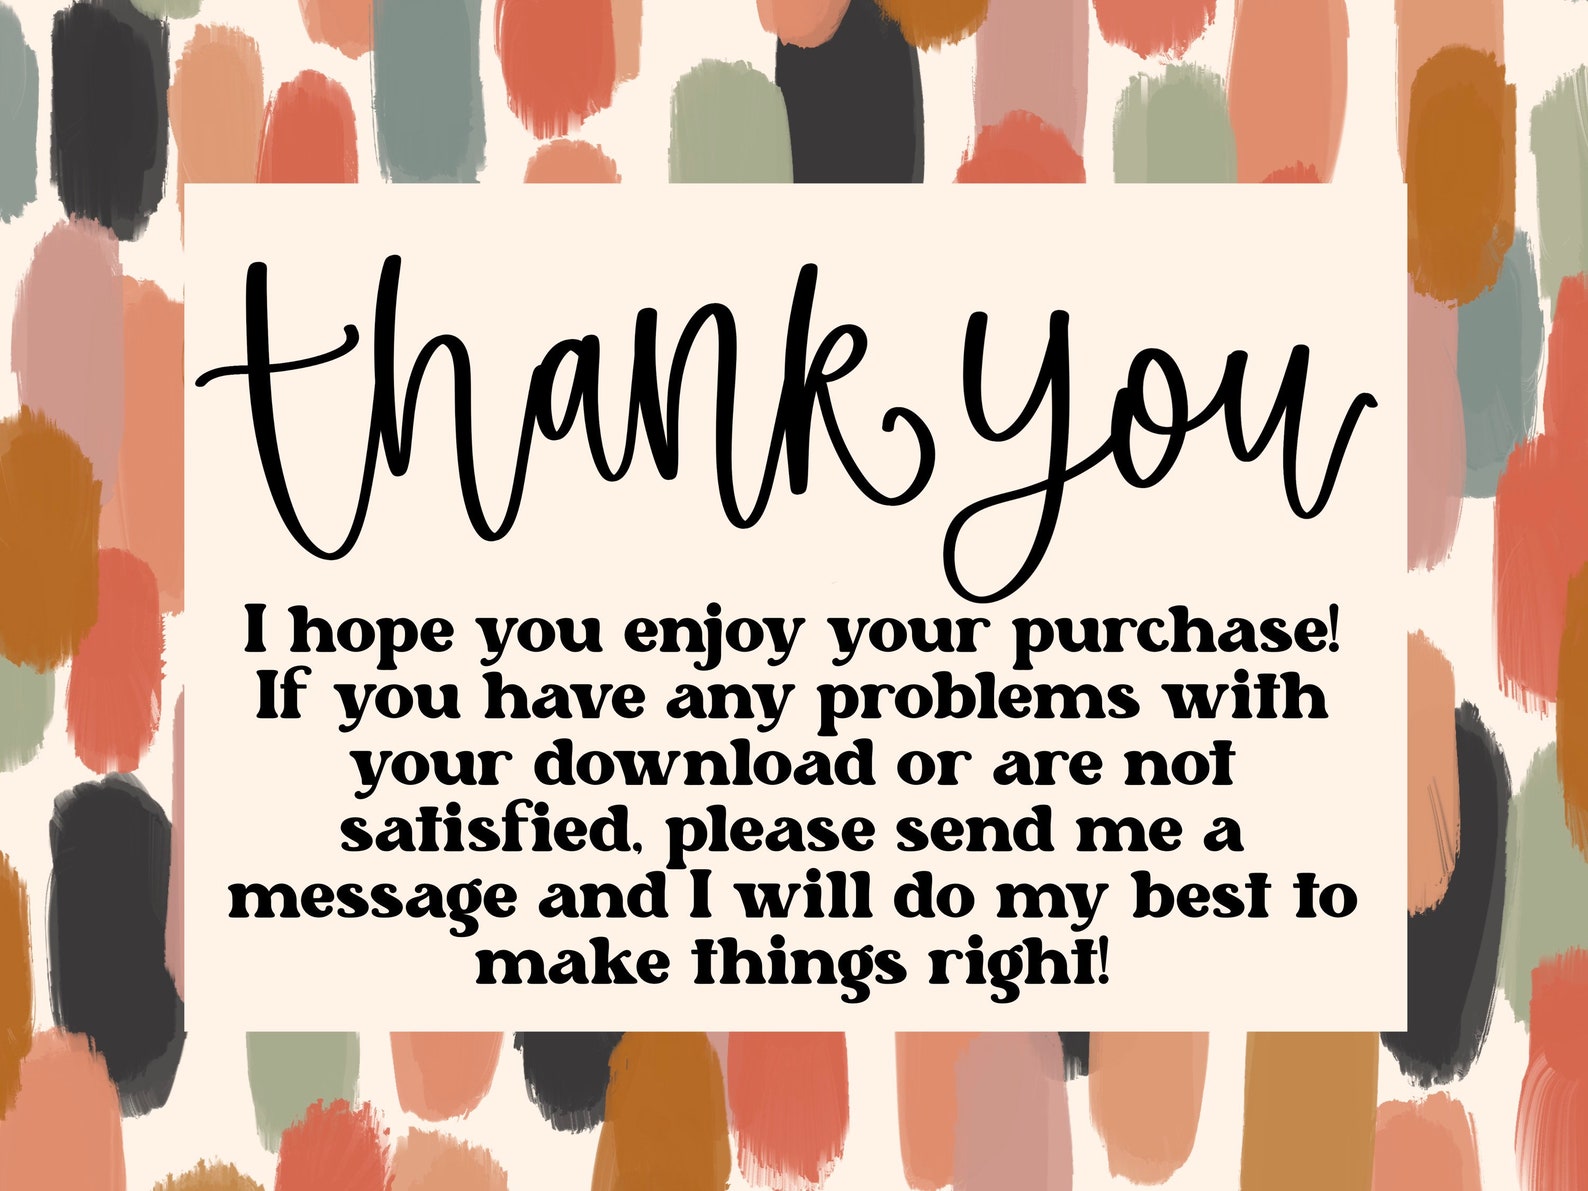 thank you
I hope you enjoy your purchase!
If you have any problems with
your download or are not
satisfied, please send me a
message and I will do my best to
make things right!